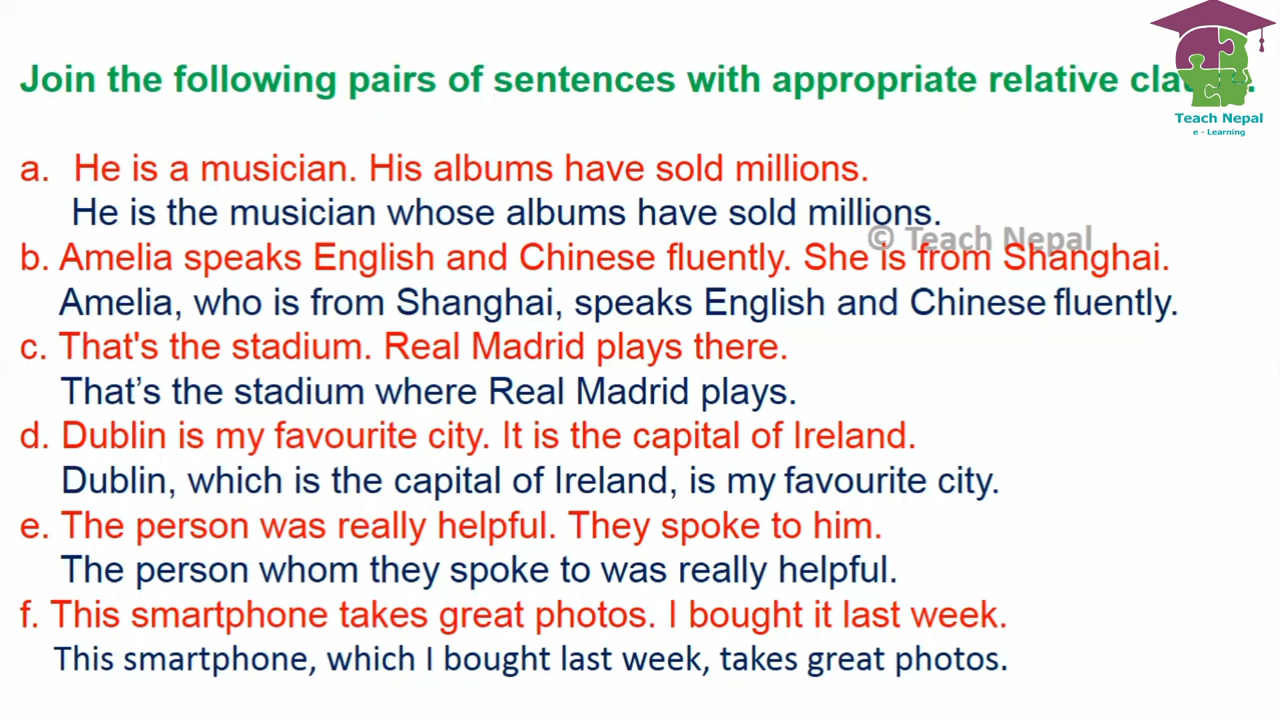 Join the following pairs of sentences with appropriate relative
Teach Nepal
e - Learning
a. He is a musician. His albums have sold millions.
He is the musician whose albums have sold millions.
© Teach Nepal
b. Amelia speaks English and Chinese fluently. She is from Shanghai.
Amelia, who is from Shanghai, speaks English and Chinese fluently.
c. That's the stadium. Real Madrid plays there.
That’s the stadium where Real Madrid plays.
d. Dublin is my favourite city. It is the capital of Ireland.
Dublin, which is the capital of Ireland, is my favourite city.
e. The person was really helpful. They spoke to him.
The person whom they spoke to was really helpful.
f. This smartphone takes great photos. I bought it last week.
This smartphone, which I bought last week, takes great photos.